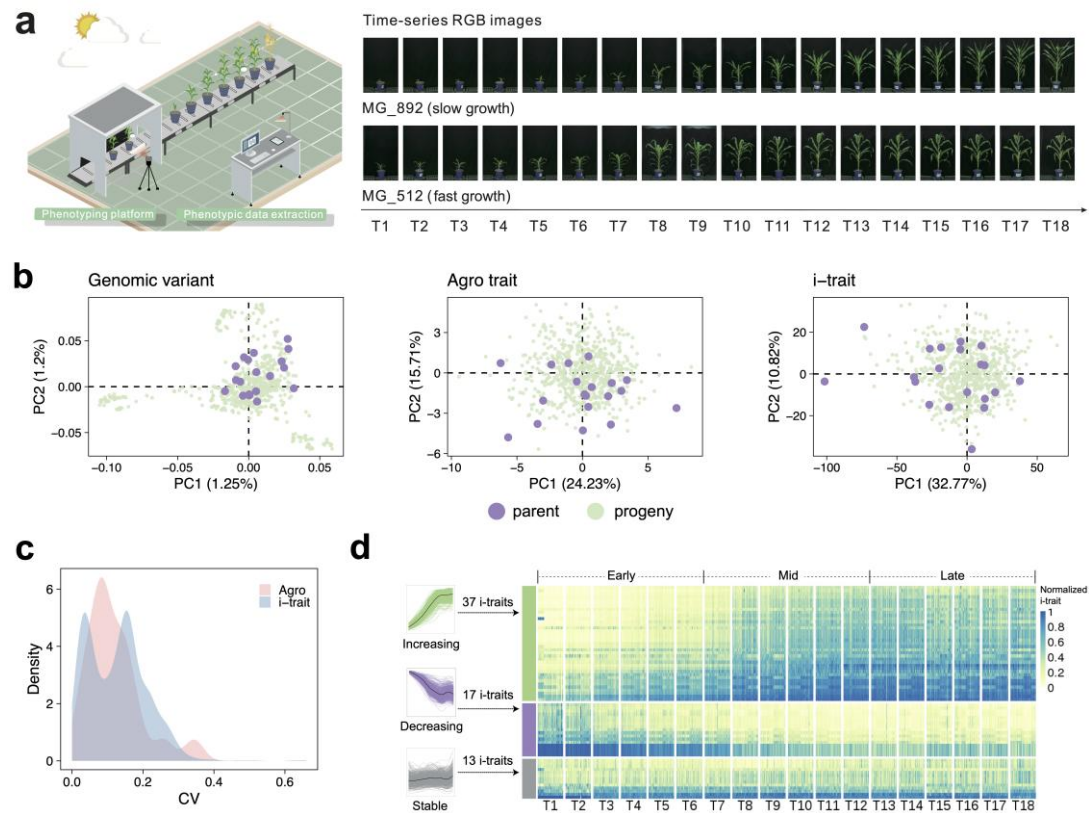 a
Time-series RGB images
MG_892 (slow growth)
MG_512 (fast growth)
Phenotyping platform
Phenotypic data extraction
T1 T2 T3 T4 T5 T6 T7 T8 T9 T10 T11 T12 T13 T14 T15 T16 T17 T18
b
Genomic variant
PC2 (1.2%)
0.05
0.00
-0.05
-0.10 -0.05 0.00 0.05
PC1 (1.25%)
Agro trait
PC2 (15.71%)
3
0
-3
-6
-10 -5 0 5
PC1 (24.23%)
i-trait
PC2 (10.82%)
20
0
-20
-100 -50 0 50
PC1 (32.77%)
parent progeny
c
Agro
i-trait
Density
6
4
2
0
0.0 0.2 0.4 0.6
CV
d
Early Mid Late
37 i-traits
Increasing
17 i-traits
Decreasing
13 i-traits
Stable
Normalized
i-trait
1
0.8
0.6
0.4
0.2
0
T1 T2 T3 T4 T5 T6 T7 T8 T9 T10 T11 T12 T13 T14 T15 T16 T17 T18